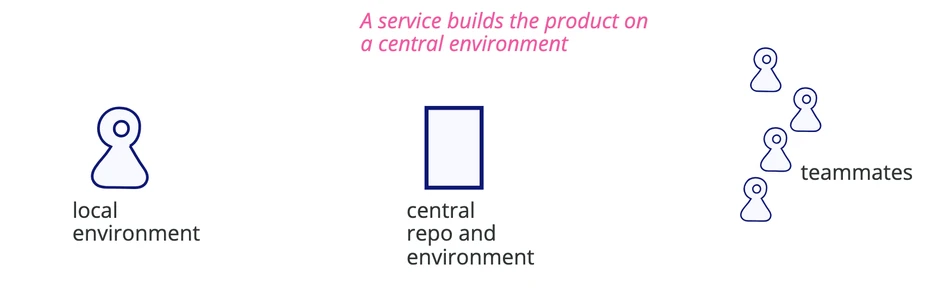 A service builds the product on
a central environment
local
environment
central
repo and
environment
teammates